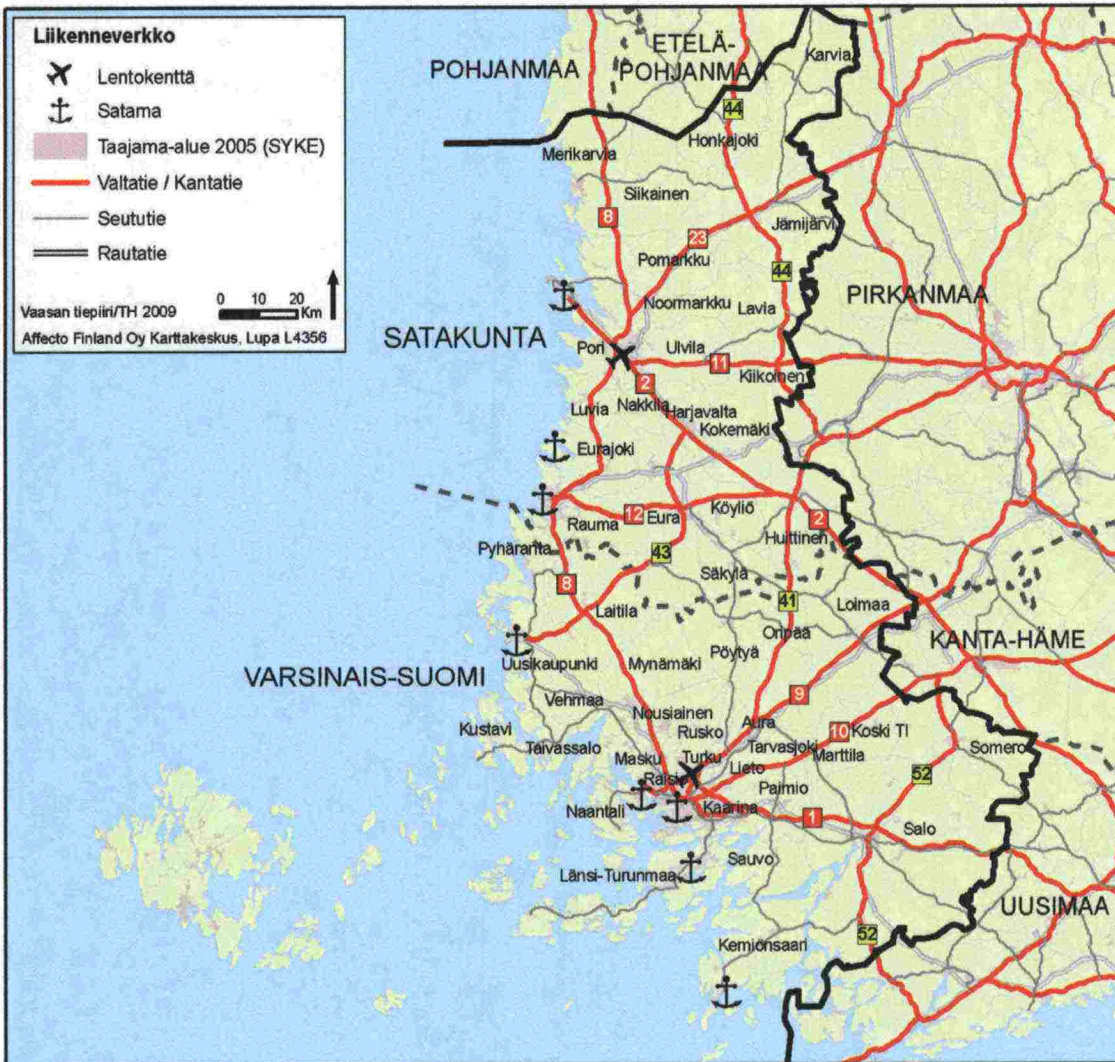 Liikenneverkko
Lentokenttä
Satama
Taajama-alue 2005 (SYKE)
Valtatie / Kantatie
Seututie
Rautatie
Vaasan tiepiiri/TH 2009
0 10 20 Km
Affecto Finland Oy Karttakeskus, Lupa L4356
POHJANMAA
ETELÄ-
POHJANMAA
Karvia
44
Honkajoki
Merikarvia
Siikainen
8
23
Jämijärvi
Pomarkku
44
Noormarkku
Lavia
PIRKANMAA
SATAKUNTA
Pori
Ulvila
11
Kiikoinen
2
Nakkila
Harjavalta
Luvia
Kokemäki
Eurajoki
Köyliö
12
Eura
Rauma
2
Huittinen
Pyhäranta
43
Säkylä
8
Laitila
41
Loimaa
Oripää
KANTA-HÄME
Uusikaupunki
Mynämäki
Pöytyä
VARSINAIS-SUOMI
Vehmaa
9
Nousiainen
Aura
Kustavi
Rusko
10
Koski Tl
Taivassalo
Tarvasjoki
Marttila
Somero
Masku
Turku
Lieto
52
Raisio
Paimio
Naantali
Kaarina
1
Salo
Sauvo
Länsi-Turunmaa
UUSIMAA
52
Kemiönsaari